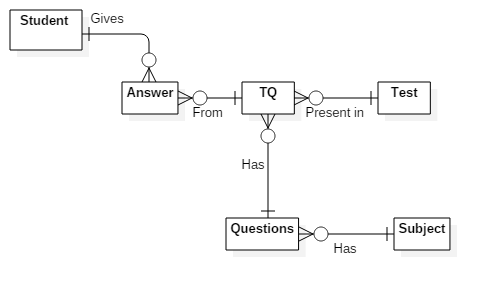 Student
Gives
Answer
From
TQ
Present in
Test
Has
Questions
Has
Subject